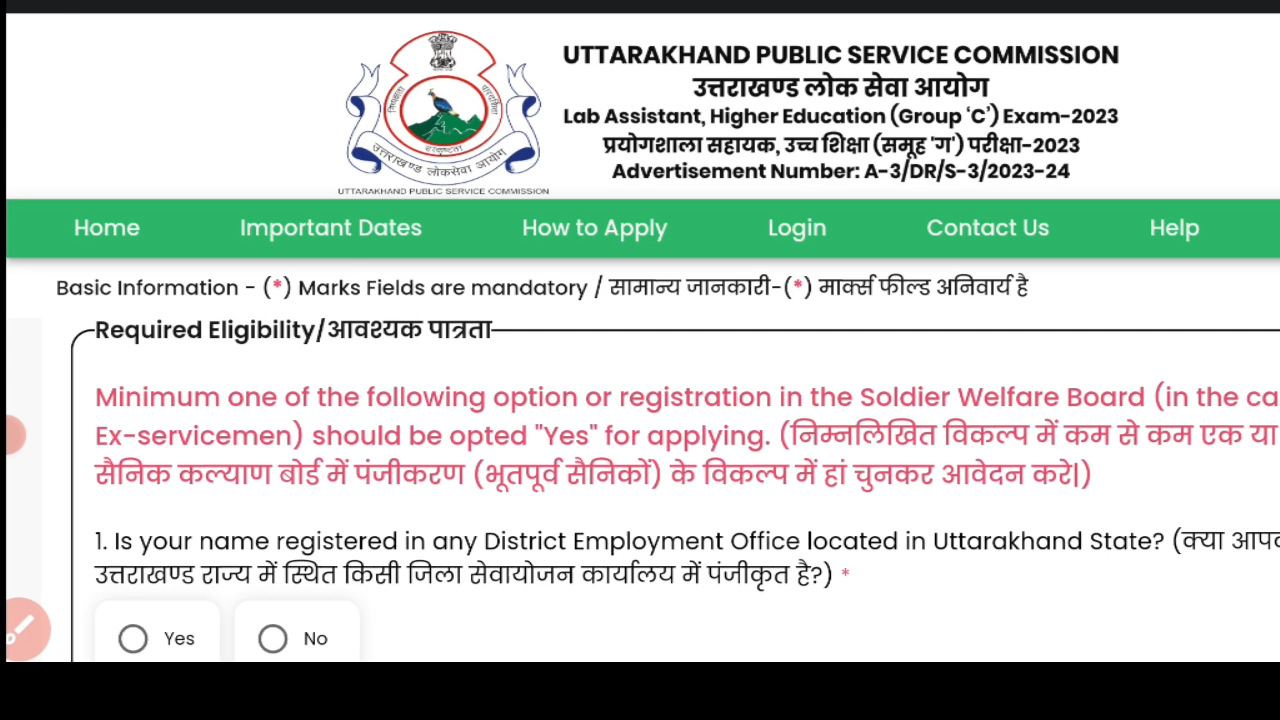 UTTARAKHAND PUBLIC SERVICE COMMISSION
उत्तराखण्ड लोक सेवा आयोग
Lab Assistant, Higher Education (Group ‘C’) Exam-2023
प्रयोगशाला सहायक, उच्च शिक्षा (समूह 'ग') परीक्षा-2023
Advertisement Number: A-3/DR/S-3/2023-24
उत्तराखण्ड लोकसेवा आयोग
UTTARAKHAND PUBLIC SERVICE COMMISSION
Home Important Dates How to Apply Login Contact Us Help
Basic Information - (*) Marks Fields are mandatory / सामान्य जानकारी-(*) मार्क्स फील्ड अनिवार्य है
Required Eligibility/आवश्यक पात्रता
Minimum one of the following option or registration in the Soldier Welfare Board (in the ca
Ex-servicemen) should be opted "Yes" for applying. (निम्नलिखित विकल्प में कम से कम एक या
सैनिक कल्याण बोर्ड में पंजीकरण (भूतपूर्व सैनिकों) के विकल्प में हां चुनकर आवेदन करे|)
1. Is your name registered in any District Employment Office located in Uttarakhand State? (क्या
उत्तराखण्ड राज्य में स्थित किसी जिला सेवायोजन कार्यालय में पंजीकृत है?) *
Yes No